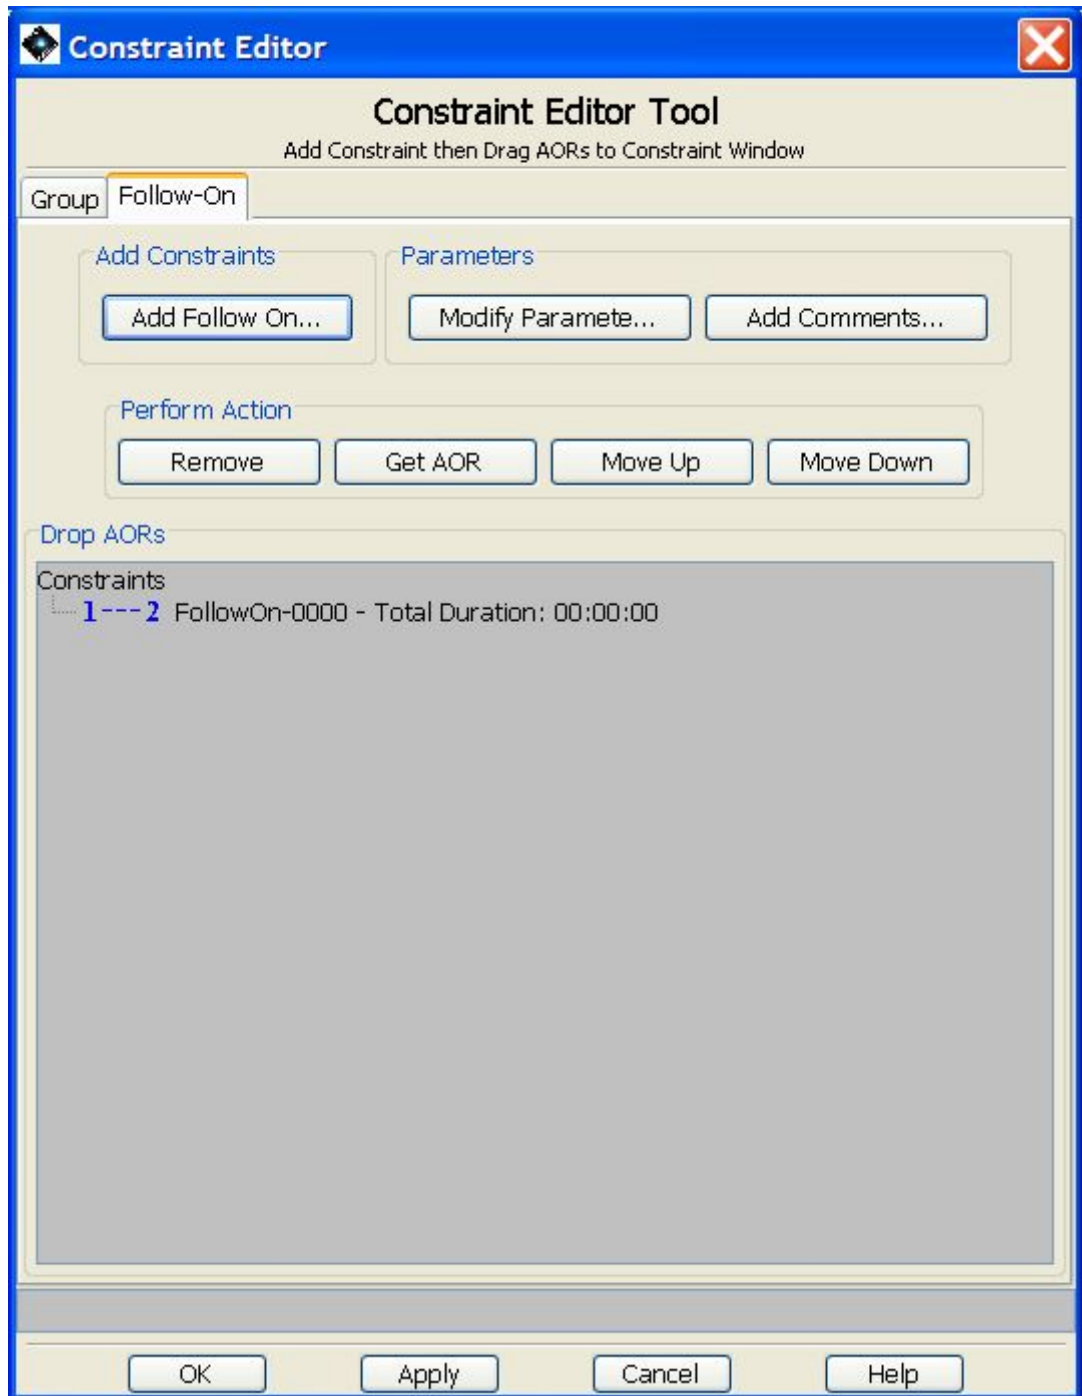 Constraint Editor
Constraint Editor Tool
Add Constraint then Drag AORs to Constraint Window
Group Follow-On
Add Constraints Parameters
Add Follow On... Modify Paramete... Add Comments...
Perform Action
Remove Get AOR Move Up Move Down
Drop AORs
Constraints
1---2 FollowOn-0000 - Total Duration: 00:00:00
OK Apply Cancel Help